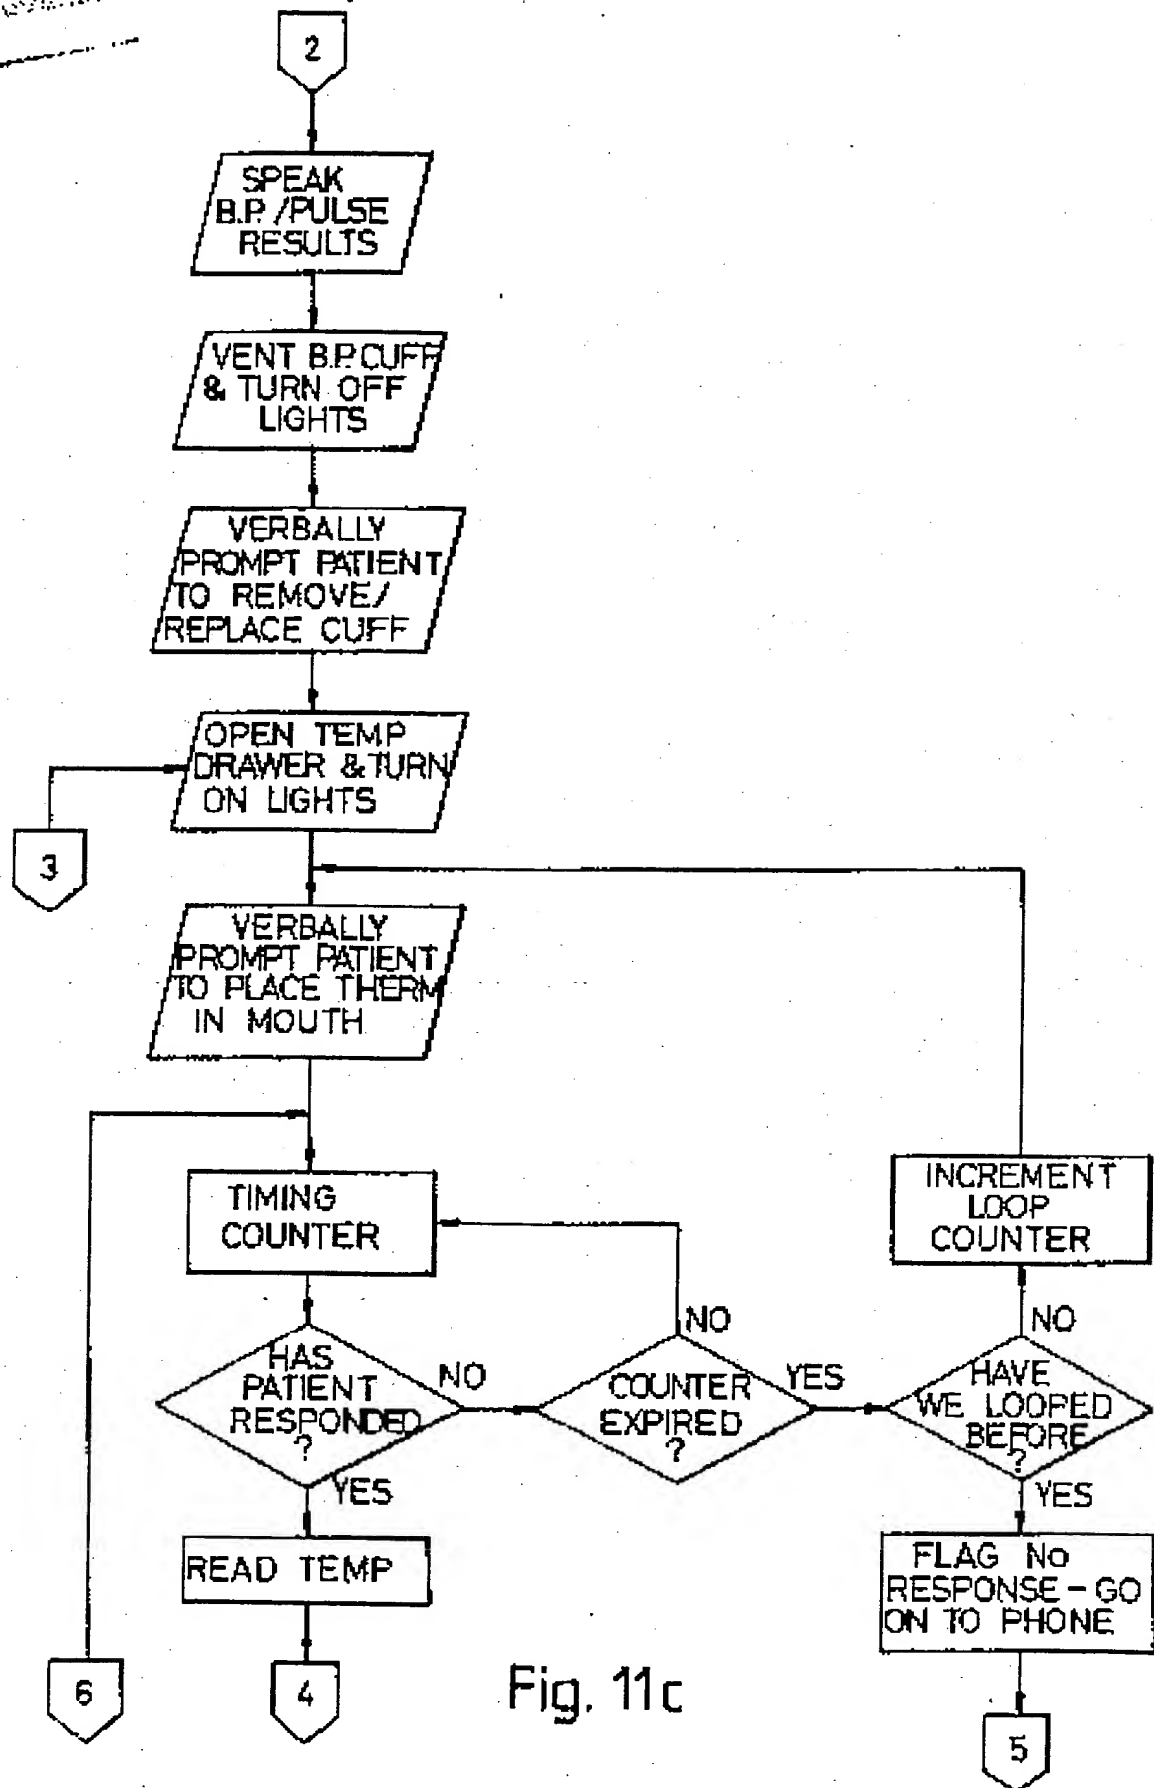 2
SPEAK
B.P./PULSE
RESULTS
VENT B.P. CUFF
& TURN OFF
LIGHTS
VERBALLY
PROMPT PATIENT
TO REMOVE/
REPLACE CUFF
OPEN TEMP
DRAWER & TURN
ON LIGHTS
3
VERBALLY
PROMPT PATIENT
TO PLACE THERM
IN MOUTH
TIMING
COUNTER
INCREMENT
LOOP
COUNTER
HAS
PATIENT
RESPONDED
?
NO
COUNTER
EXPIRED
?
NO
YES
HAVE
WE LOOPED
BEFORE
?
NO
YES
YES
READ TEMP
FLAG No
RESPONSE - GO
ON TO PHONE
6
4
Fig. 11c
5